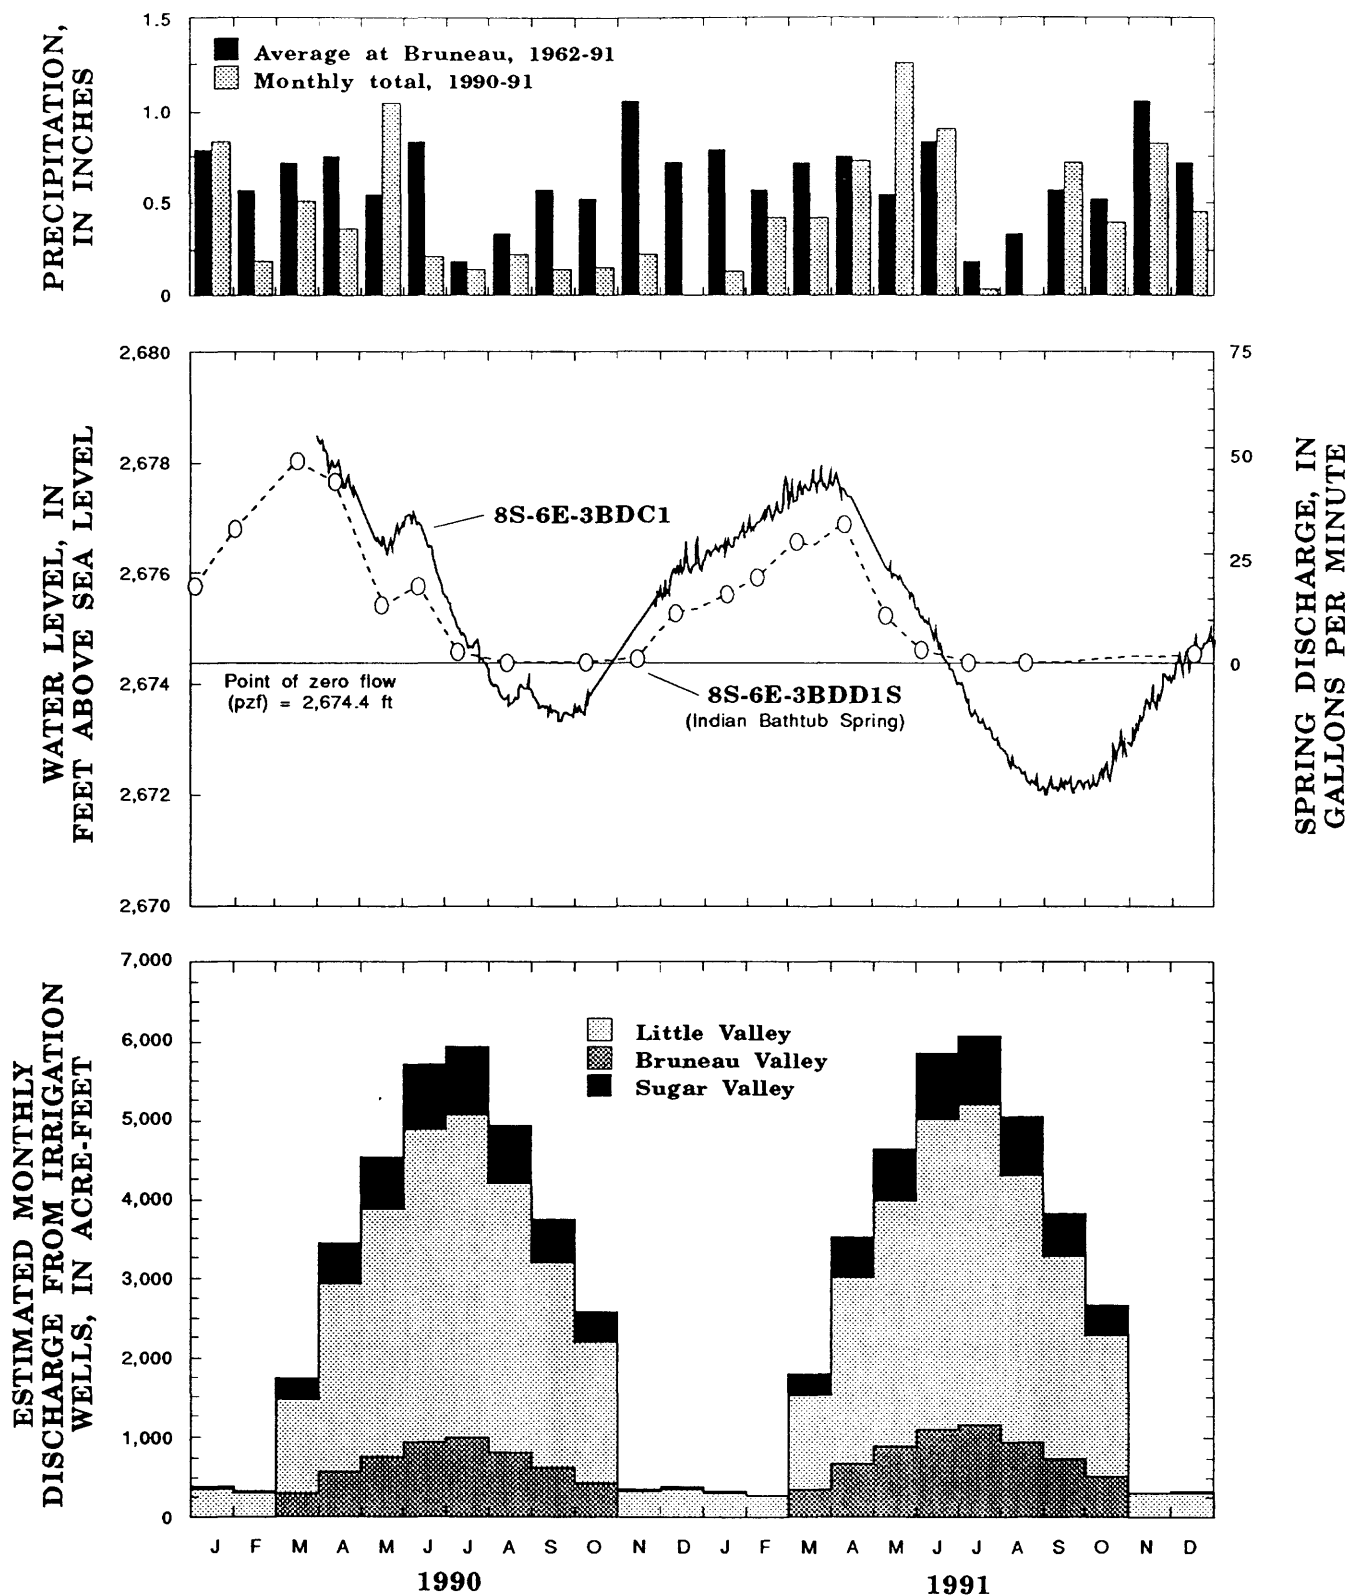 PRECIPITATION,
IN INCHES
1.5
1.0
0.5
0
Average at Bruneau, 1962-91
Monthly total, 1990-91
WATER LEVEL, IN
FEET ABOVE SEA LEVEL
2,680
2,678
2,676
2,674
2,672
2,670
8S-6E-3BDC1
Point of zero flow
(pzf) = 2,674.4 ft
8S-6E-3BDD1S
(Indian Bathtub Spring)
75
50
25
0
SPRING DISCHARGE, IN
GALLONS PER MINUTE
ESTIMATED MONTHLY
DISCHARGE FROM IRRIGATION
WELLS, IN ACRE-FEET
7,000
6,000
5,000
4,000
3,000
2,000
1,000
0
Little Valley
Bruneau Valley
Sugar Valley
J F M A M J J A S O N D J F M A M J J A S O N D
1990 1991